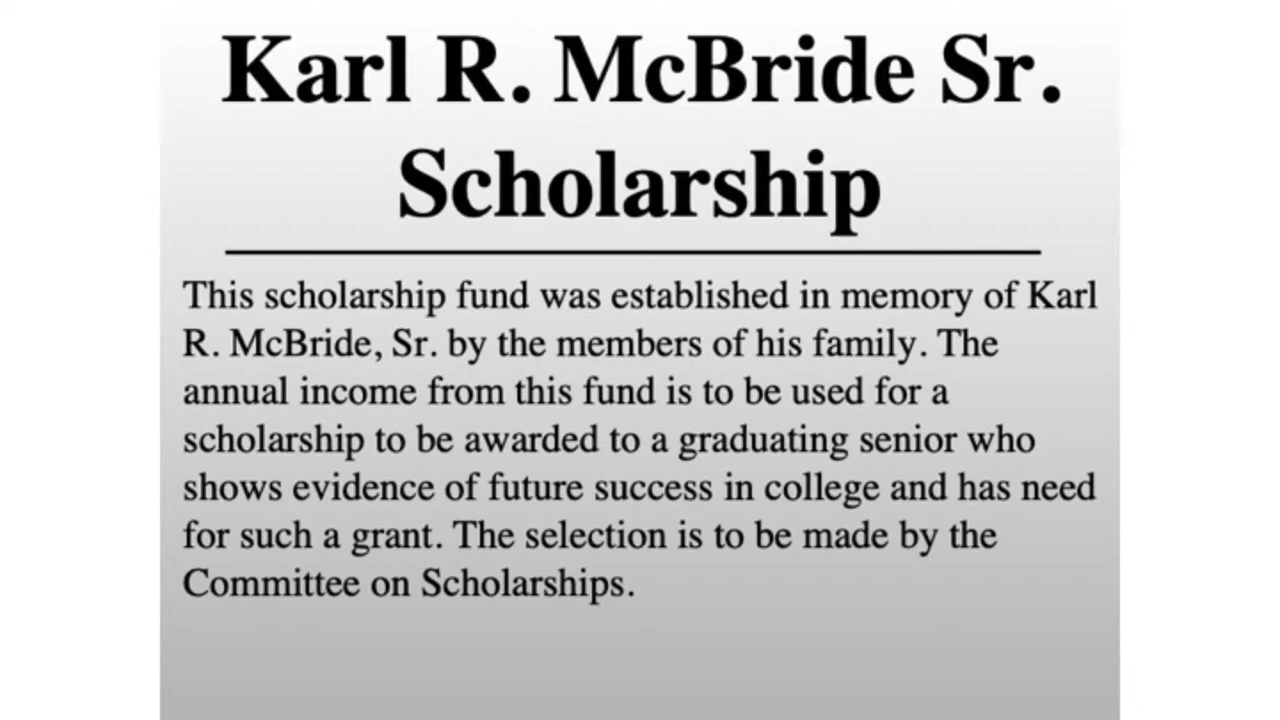 Karl R. McBride Sr.
Scholarship
This scholarship fund was established in memory of Karl
R. McBride, Sr. by the members of his family. The
annual income from this fund is to be used for a
scholarship to be awarded to a graduating senior who
shows evidence of future success in college and has need
for such a grant. The selection is to be made by the
Committee on Scholarships.